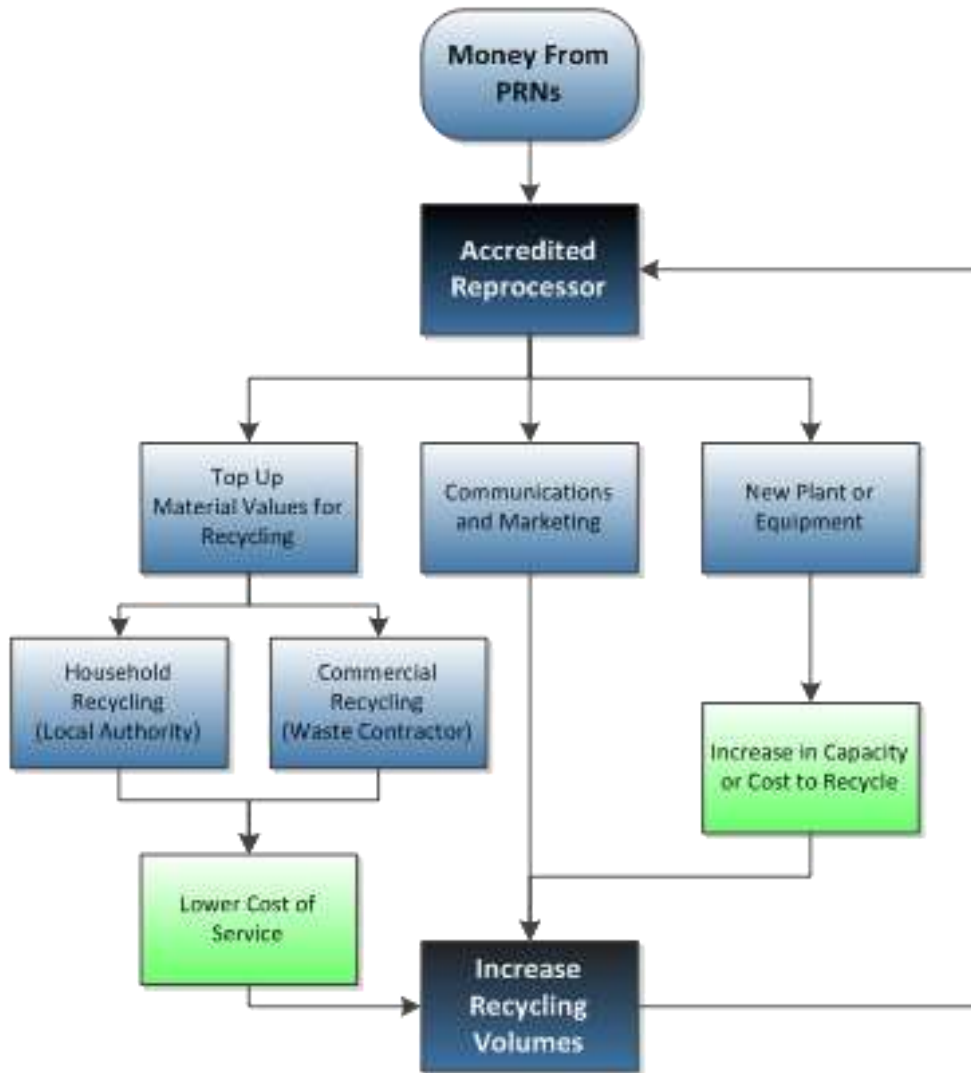 Money From
PRNs
Accredited
Reprocessor
Top Up
Material Values for
Recycling
Communications
and Marketing
New Plant or
Equipment
Household
Recycling
(Local Authority)
Commercial
Recycling
(Waste Contractor)
Increase in Capacity
or Cost to Recycle
Lower Cost of
Service
Increase
Recycling
Volumes